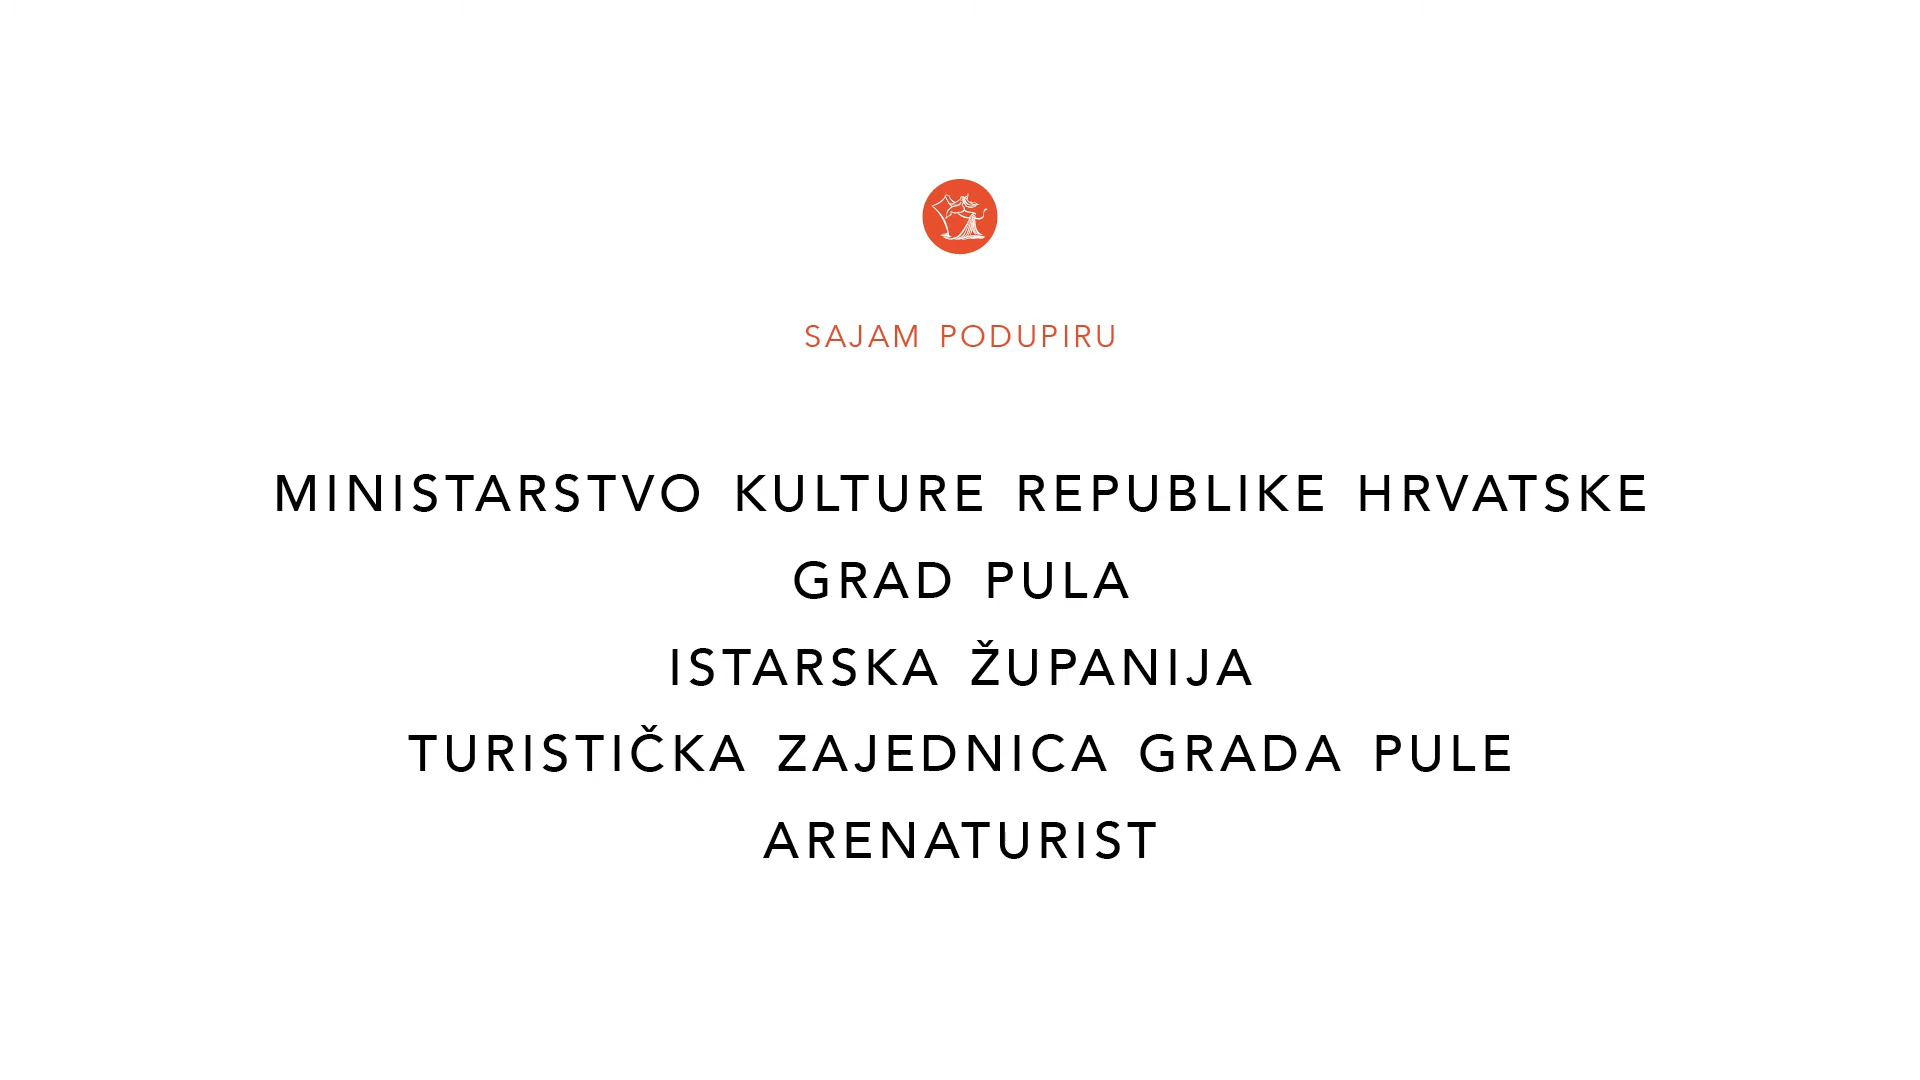 SAJAM PODUPIRU
MINISTARSTVO KULTURE REPUBLIKE HRVATSKE
GRAD PULA
ISTARSKA ŽUPANIJA
TURISTIČKA ZAJEDNICA GRADA PULE
ARENATURIST